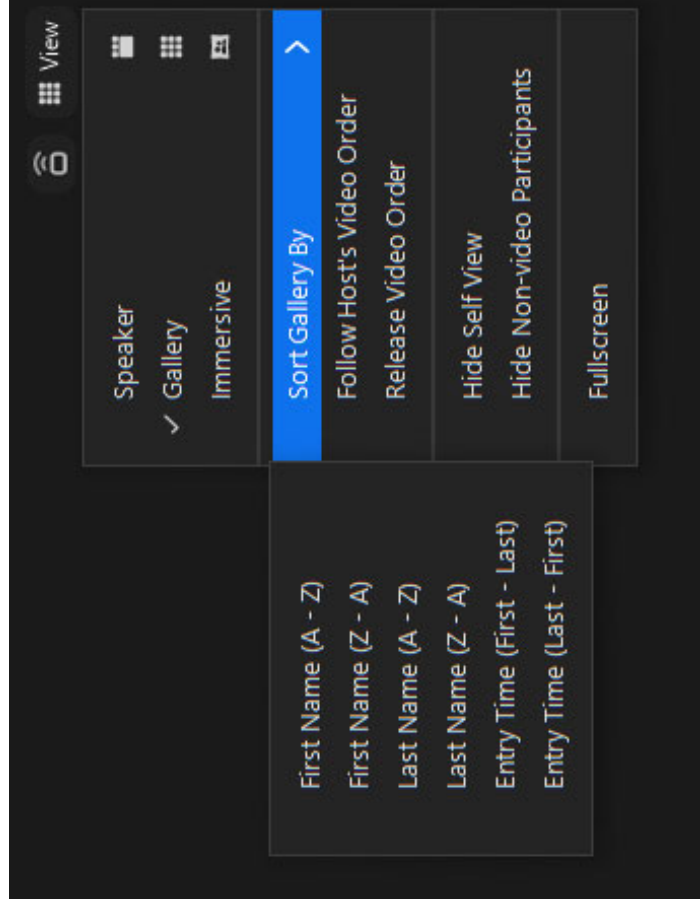 View
Speaker
✓ Gallery
Immersive
Sort Gallery By
Follow Host's Video Order
Release Video Order
Hide Self View
Hide Non-video Participants
Fullscreen
First Name (A - Z)
First Name (Z - A)
Last Name (A - Z)
Last Name (Z - A)
Entry Time (First - Last)
Entry Time (Last - First)